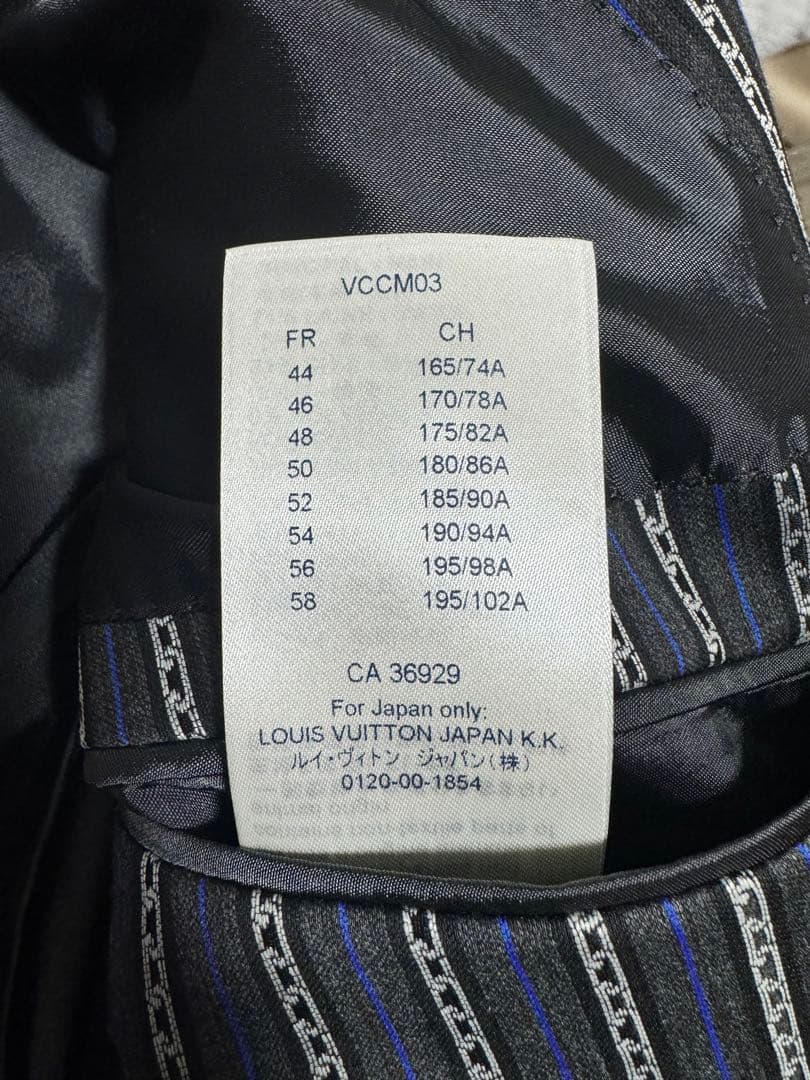 VCCM03
FR CH
44 165/74A
46 170/78A
48 175/82A
50 180/86A
52 185/90A
54 190/94A
56 195/98A
58 195/102A
CA 36929
For Japan only:
LOUIS VUITTON JAPAN K.K.
ルイ・ヴィトン ジャパン(株)
0120-00-1854